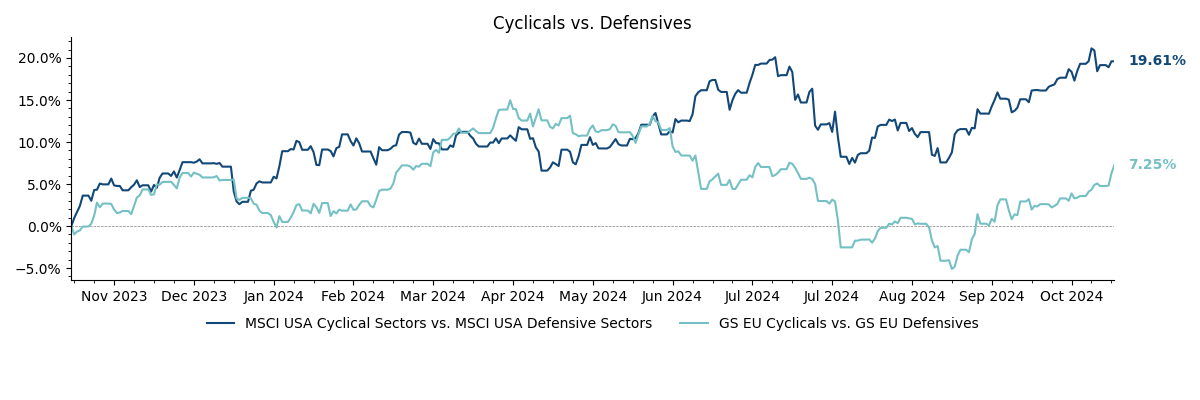 Cyclicals vs. Defensives
20.0%
15.0%
10.0%
5.0%
0.0%
−5.0%
19.61%
7.25%
Nov 2023 Dec 2023 Jan 2024 Feb 2024 Mar 2024 Apr 2024 May 2024 Jun 2024 Jul 2024 Jul 2024 Aug 2024 Sep 2024 Oct 2024
MSCI USA Cyclical Sectors vs. MSCI USA Defensive Sectors GS EU Cyclicals vs. GS EU Defensives